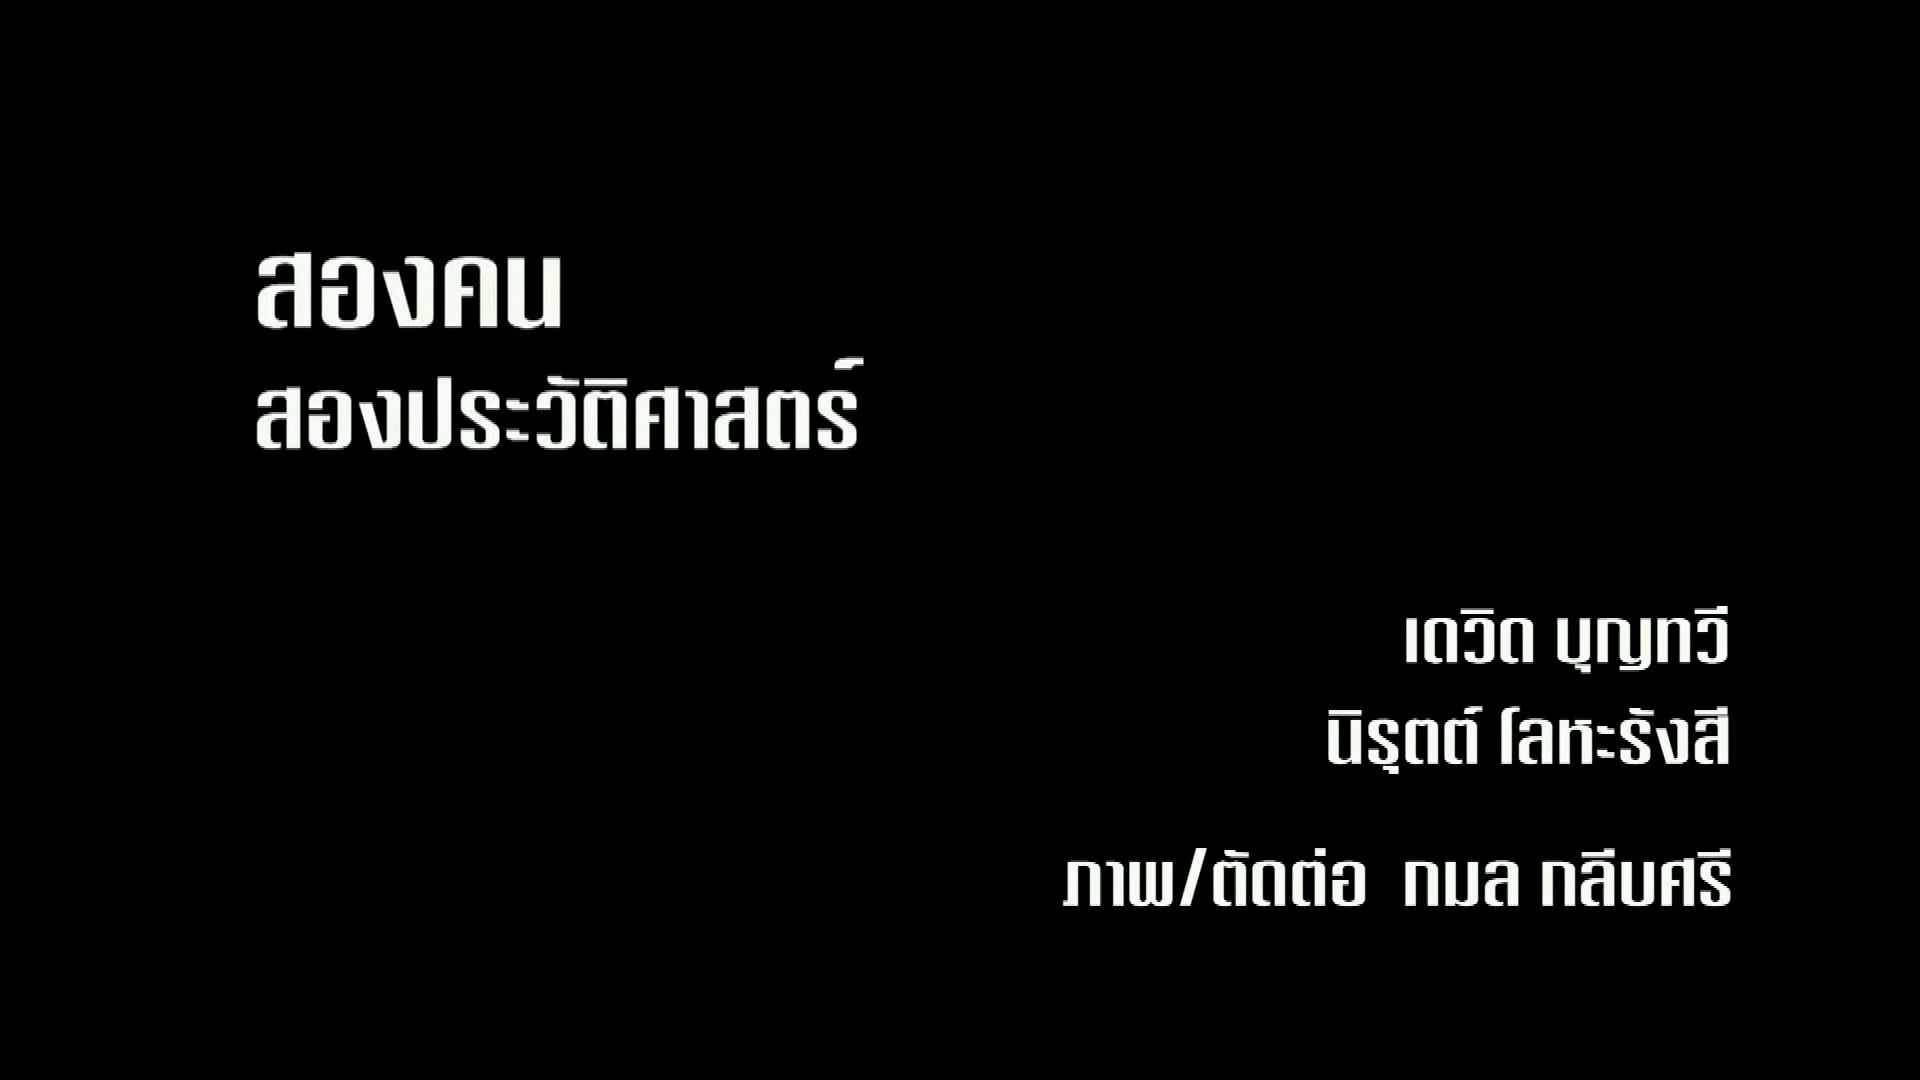 สองคน
สองประวัติศาสตร์
เดวิด บุญทวี
นิรุตต์ โลหะรังสี
ภาพ/ตัดต่อ กมล กลีบศรี